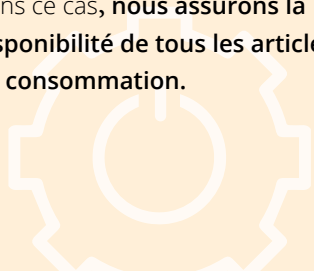 ns ce cas, nous assurons la
sponibilité de tous les article
consommation.